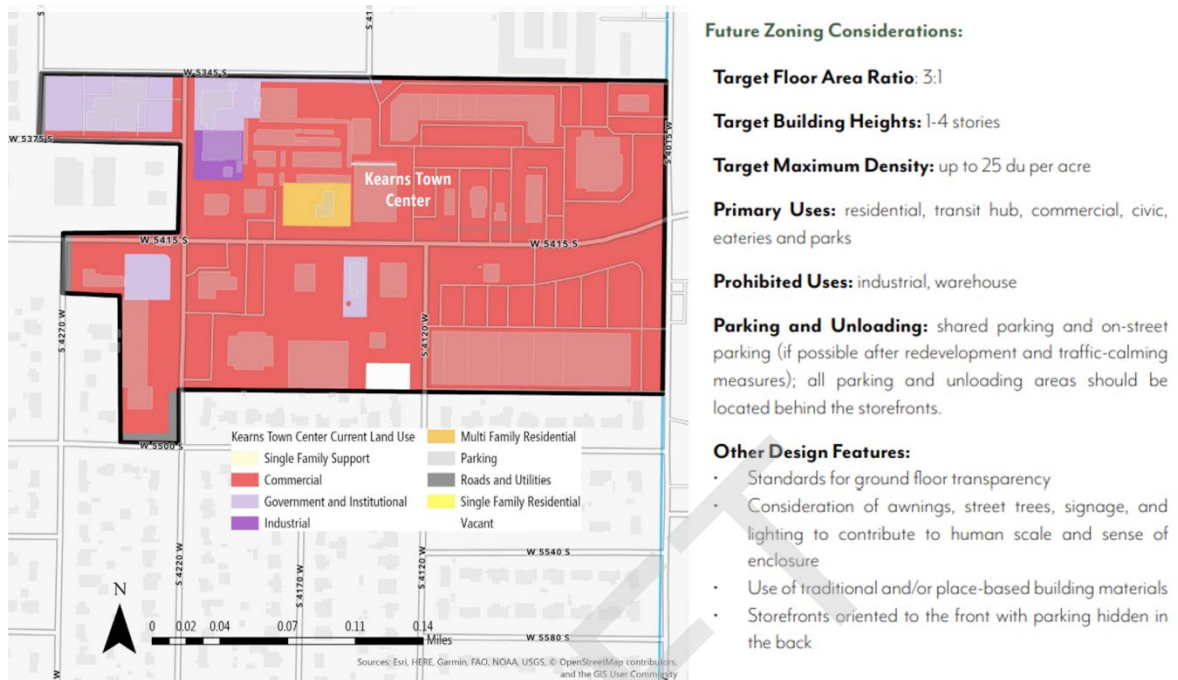 S 414
W 5345 S
W 5375 S
S 4015 W
Kearns Town
Center
W 5415 S
W 5415 S
S 4270 W
S 4120 W
W 5500 S
Kearns Town Center Current Land Use
Single Family Support
Commercial
Government and Institutional
Industrial
Multi Family Residential
Parking
Roads and Utilities
Single Family Residential
Vacant
S 4220 W
S 4170 W
S 4120 W
W 5540 S
W 5580 S
N
0 0.02 0.04 0.07 0.11 0.14
Miles
Sources: Esri, HERE, Garmin, FAO, NOAA, USGS, © OpenStreetMap contributors,
and the GIS User Community
Future Zoning Considerations:
Target Floor Area Ratio: 3:1
Target Building Heights: 1-4 stories
Target Maximum Density: up to 25 du per acre
Primary Uses: residential, transit hub, commercial, civic,
eateries and parks
Prohibited Uses: industrial, warehouse
Parking and Unloading: shared parking and on-street
parking (if possible after redevelopment and traffic-calming
measures); all parking and unloading areas should be
located behind the storefronts.
Other Design Features:
· Standards for ground floor transparency
· Consideration of awnings, street trees, signage, and
lighting to contribute to human scale and sense of
enclosure
· Use of traditional and/or place-based building materials
· Storefronts oriented to the front with parking hidden in
the back